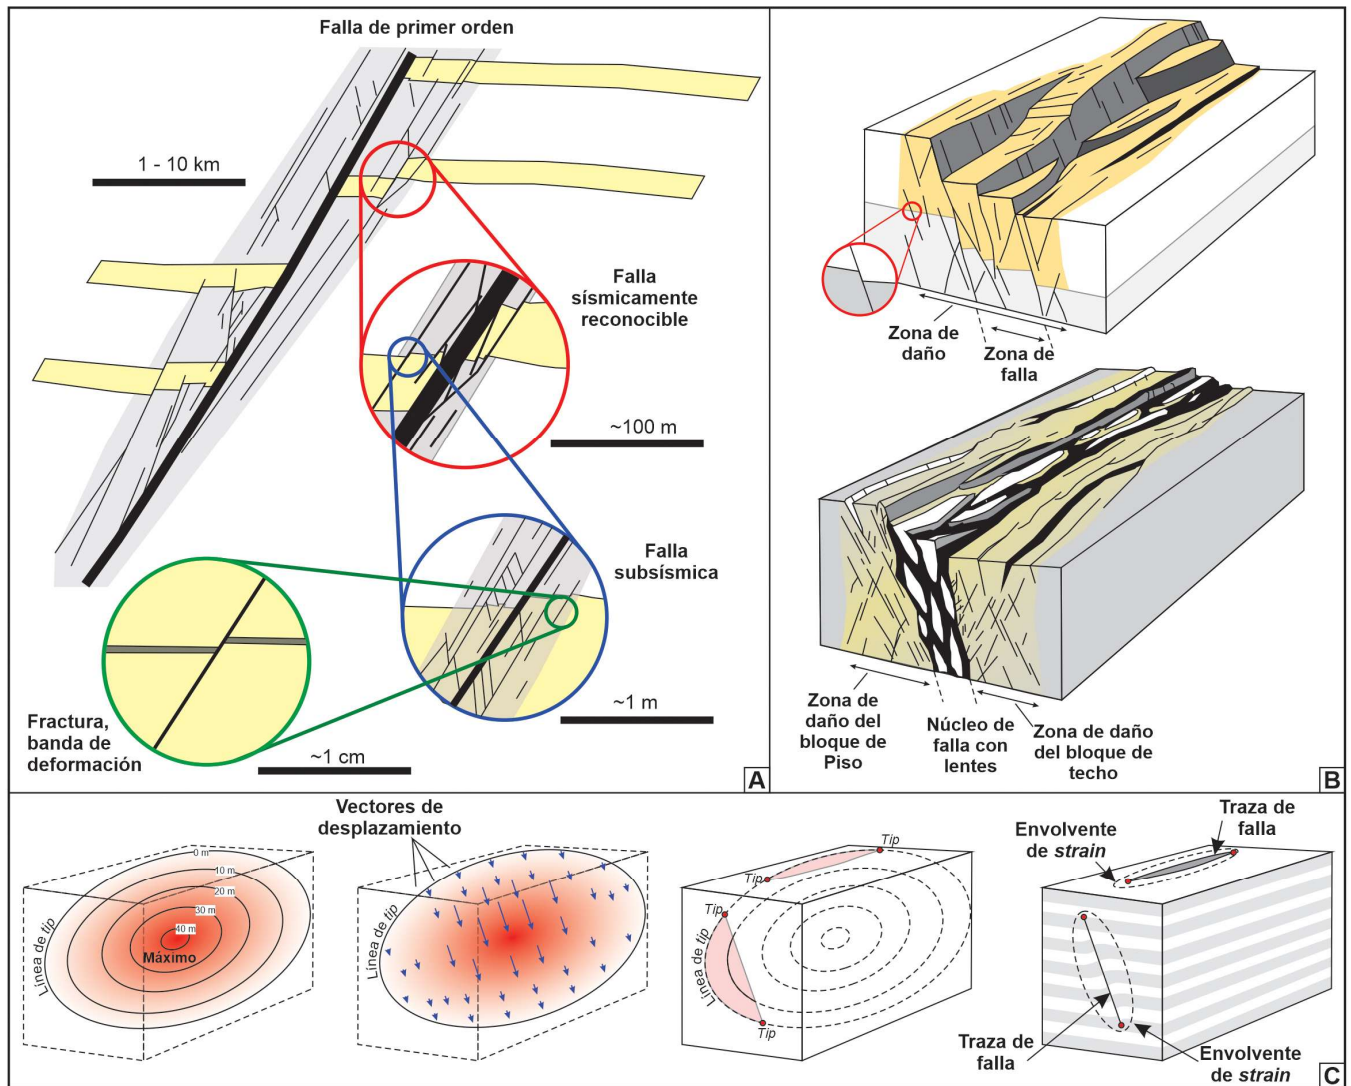 Falla de primer orden
1 - 10 km
Falla
sísmicamente
reconocible
~100 m
Falla
subsísmica
~1 m
Fractura,
banda de
deformación
~1 cm
A
Zona de
daño
Zona de
falla
Zona de
daño del
bloque de
Piso
Núcleo de
falla con
lentes
Zona de daño
del bloque de
techo
B
Vectores de
desplazamiento
0 m
10 m
20 m
30 m
40 m
Máximo
Línea de tip
Línea de tip
Tip
Tip
Tip
Línea de tip
Tip
Envolvente
de strain
Traza de
falla
Traza de
falla
Envolvente
de strain
C